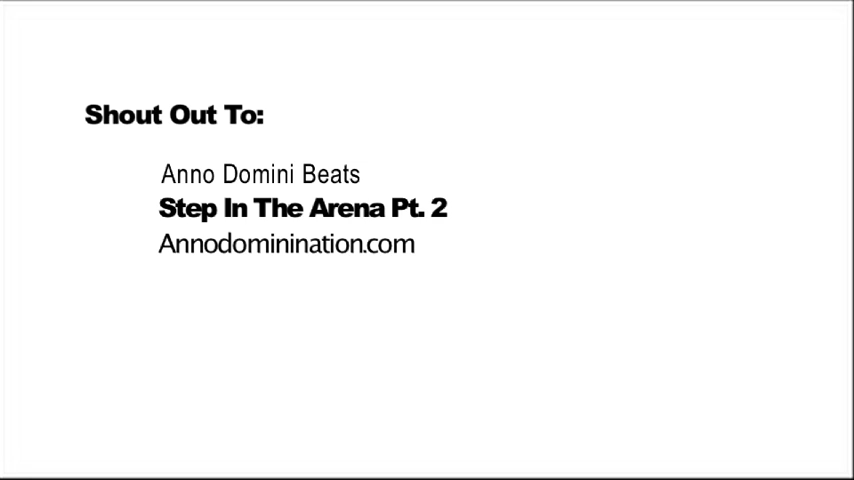 Shout Out To:
Anno Domini Beats
Step In The Arena Pt. 2
Annodominination.com